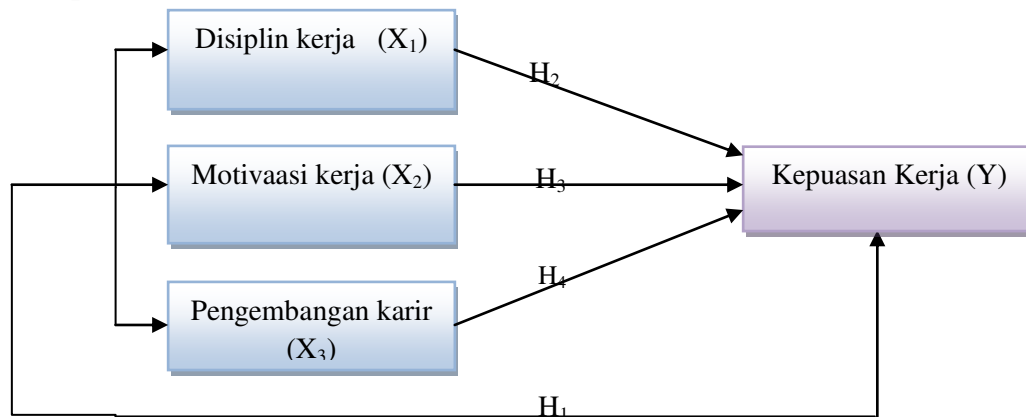 Disiplin kerja (X₁)
H₂
Motivaasi kerja (X₂)
H₃
Kepuasan Kerja (Y)
H₄
Pengembangan karir
(X₃)
H₁